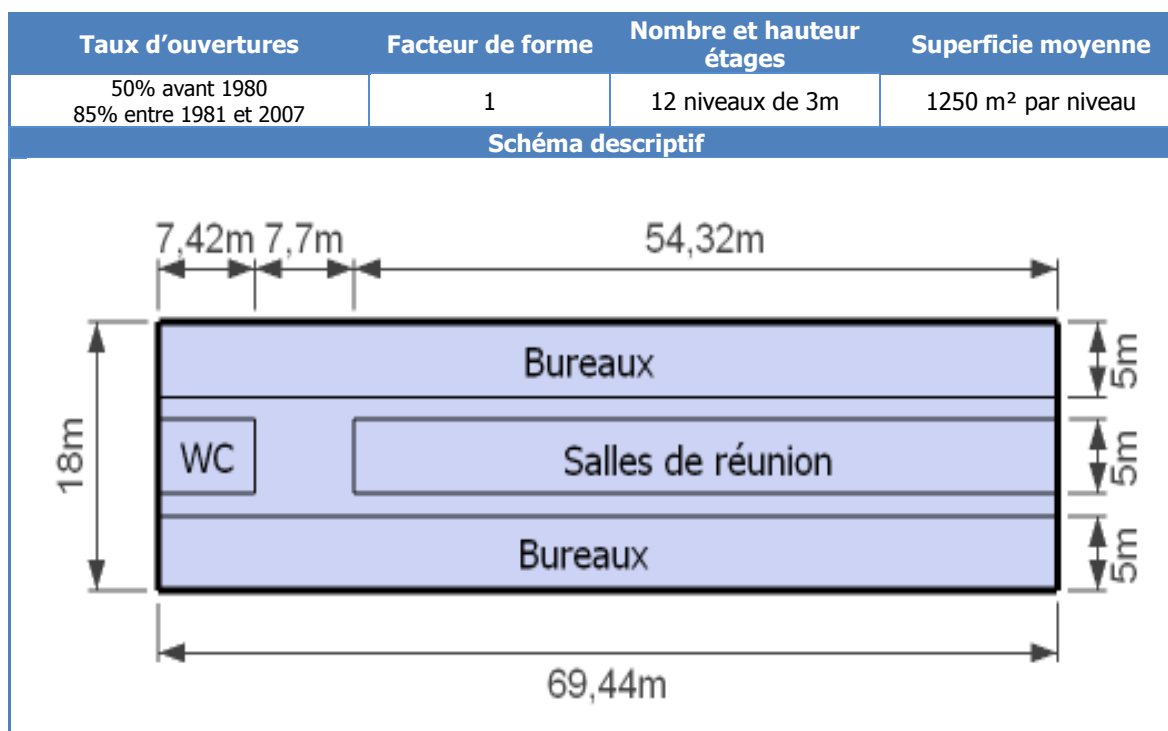 Taux d'ouvertures
Facteur de forme
Nombre et hauteur
étages
Superficie moyenne
50% avant 1980
85% entre 1981 et 2007
1
12 niveaux de 3m
1250 m² par niveau
Schéma descriptif
7,42m 7,7m 54,32m
Bureaux
5m
18m
WC
Salles de réunion
5m
Bureaux
5m
69,44m